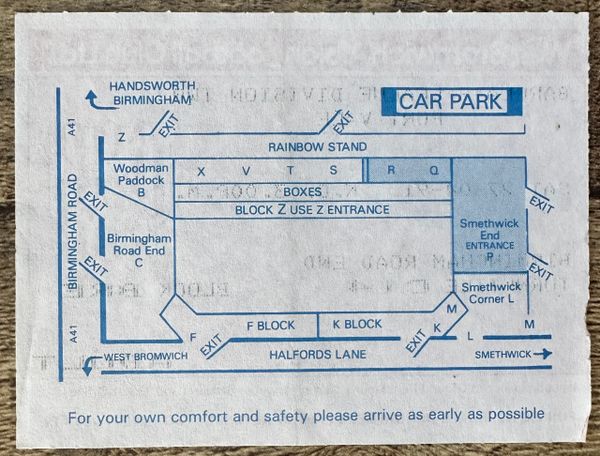 HANDSWORTH
BIRMINGHAM
CAR PARK
A41
Z
EXIT
EXIT
RAINBOW STAND
Woodman
Paddock
B
X V T S R Q
BOXES
BLOCK Z USE Z ENTRANCE
BIRMINGHAM ROAD
EXIT
EXIT
Birmingham
Road End
C
Smethwick
End
ENTRANCE
P
EXIT
EXIT
Smethwick
Corner L
M
F
F BLOCK
K BLOCK
K
L
M
A41
EXIT
EXIT
WEST BROMWICH
HALFORDS LANE
SMETHWICK
For your own comfort and safety please arrive as early as possible